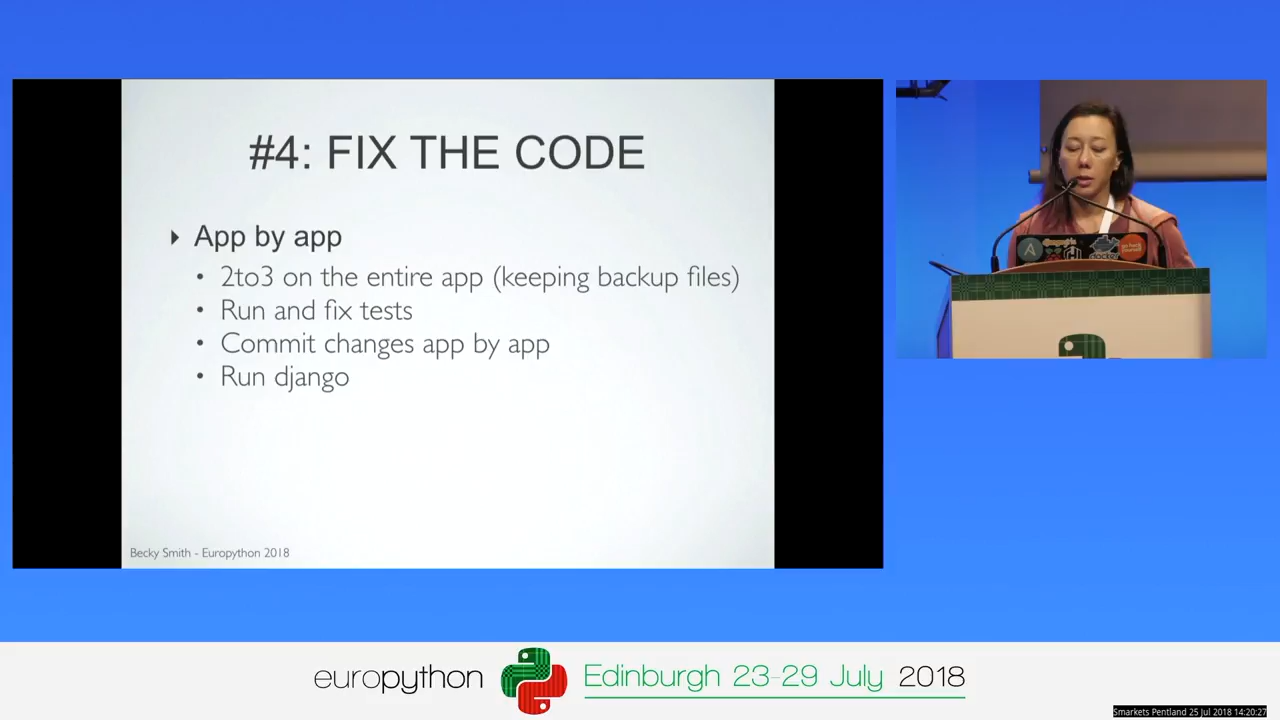 #4: FIX THE CODE
App by app
2to3 on the entire app (keeping backup files)
Run and fix tests
Commit changes app by app
Run django
Becky Smith - Europython 2018
europython Edinburgh 23-29 July 2018
Smarkets Pentland 25 Jul 2018 14:20:27